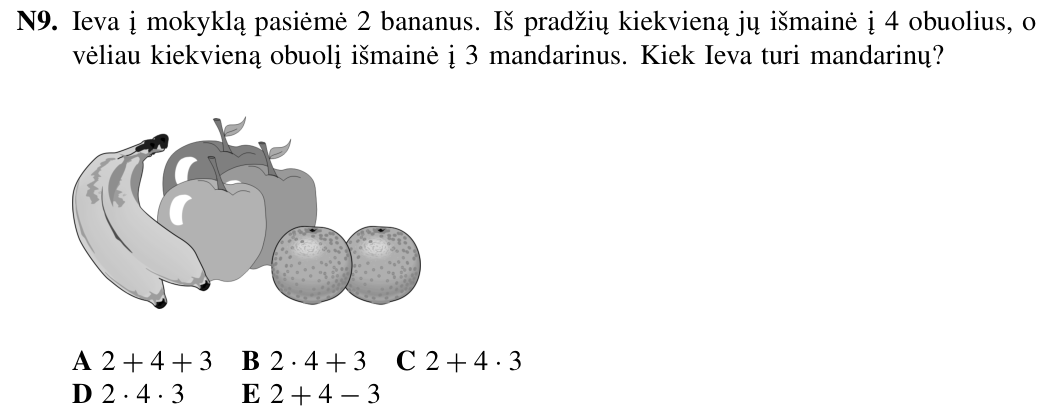 N9. Ieva į mokyklą pasiėmė 2 bananus. Iš pradžių kiekvieną jų išmainė į 4 obuolius, o
vėliau kiekvieną obuolį išmainė į 3 mandarinus. Kiek Ieva turi mandarinų?
A 2 + 4 + 3 B 2 · 4 + 3 C 2 + 4 · 3
D 2 · 4 · 3 E 2 + 4 − 3